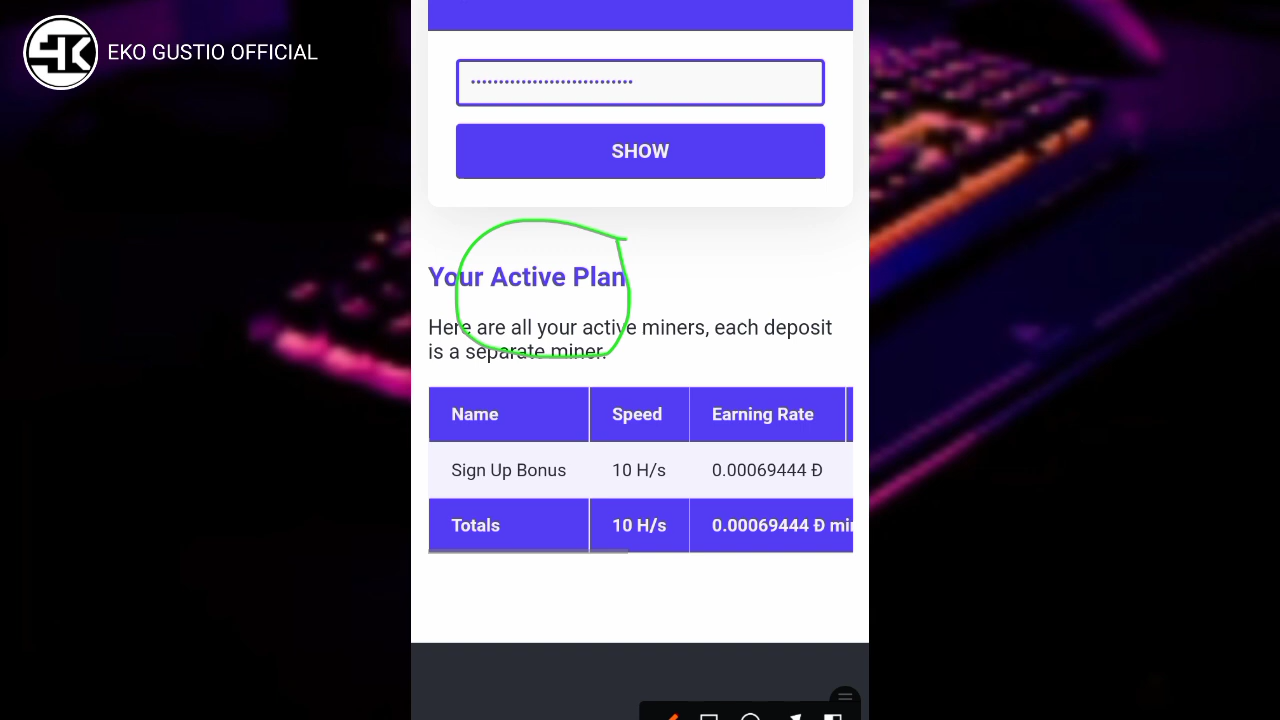 EKO GUSTIO OFFICIAL
••••••••••••••••••••••••••••••
SHOW
Your Active Plan
Here are all your active miners, each deposit
is a separate miner.
Name Speed Earning Rate
Sign Up Bonus 10 H/s 0.00069444 Đ
Totals 10 H/s 0.00069444 Đ